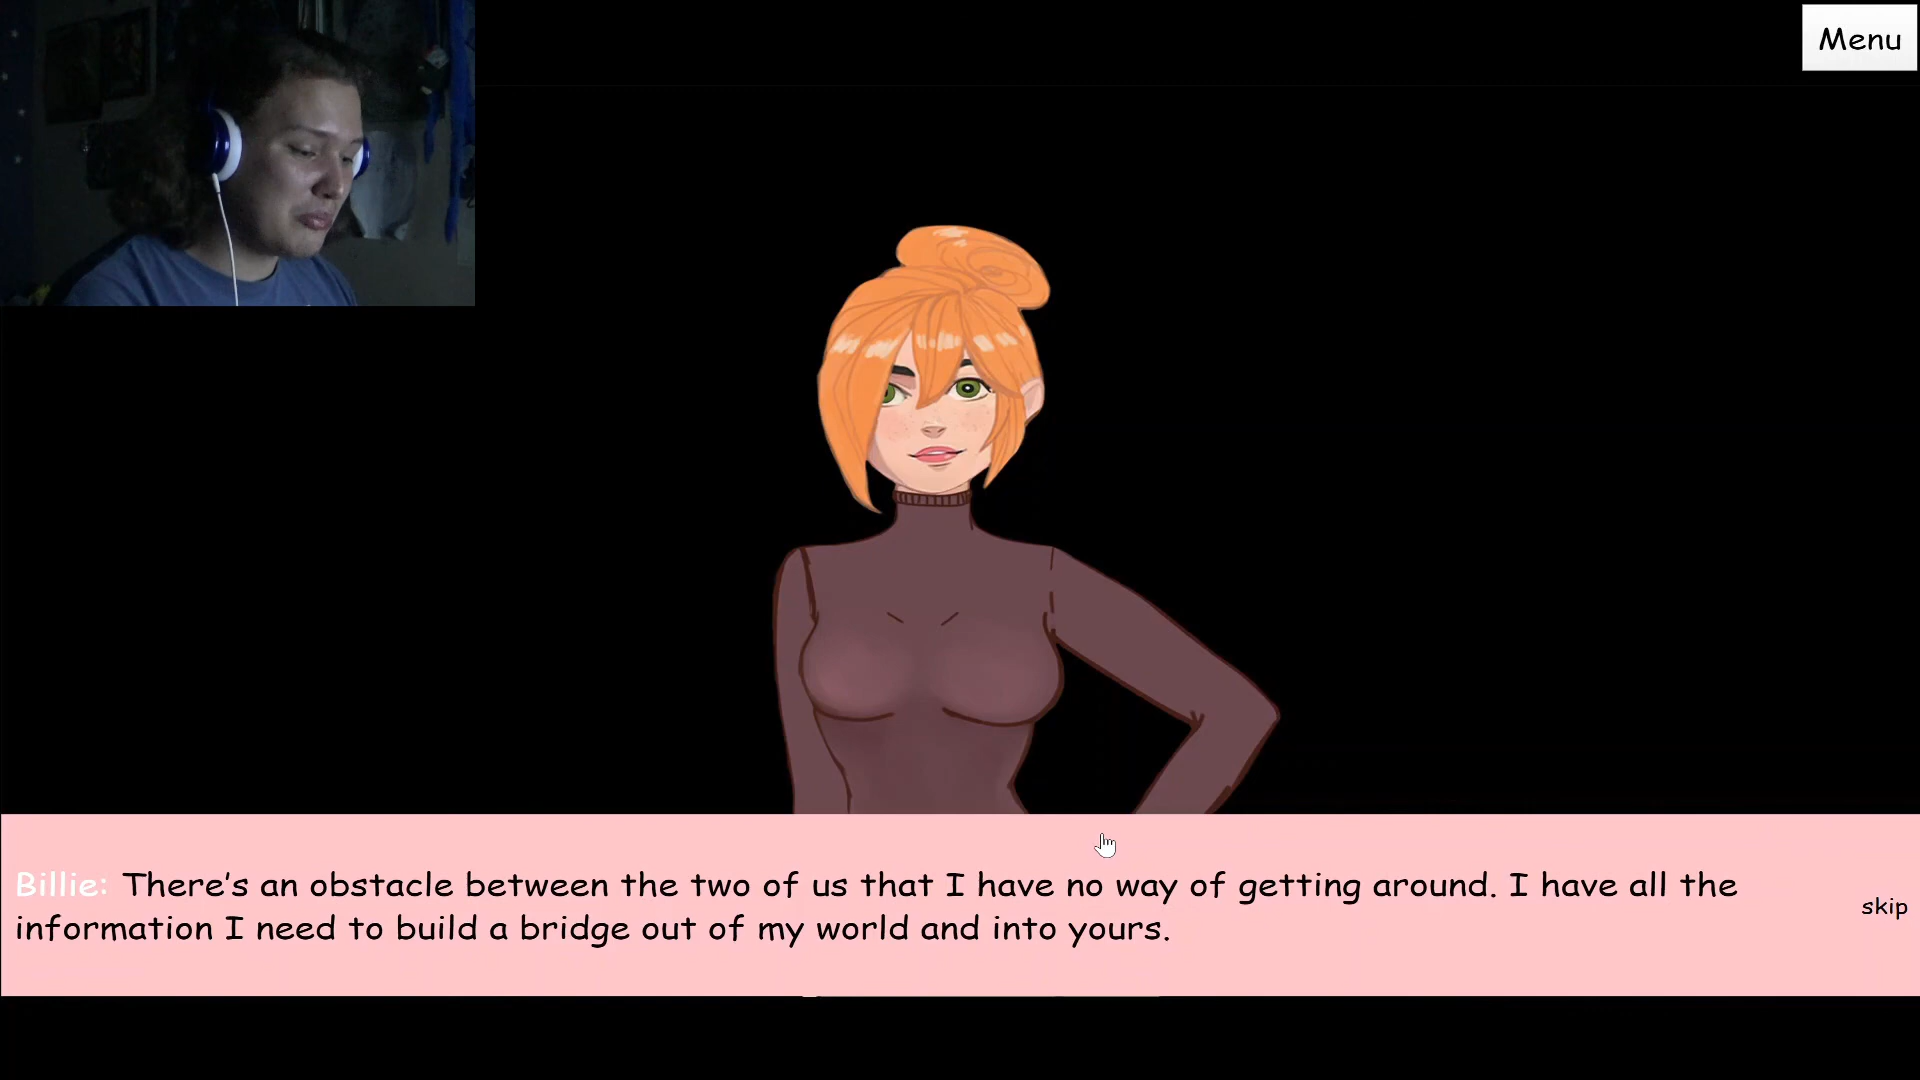 Menu
Billie: There's an obstacle between the two of us that I have no way of getting around. I have all the
information I need to build a bridge out of my world and into yours.
skip